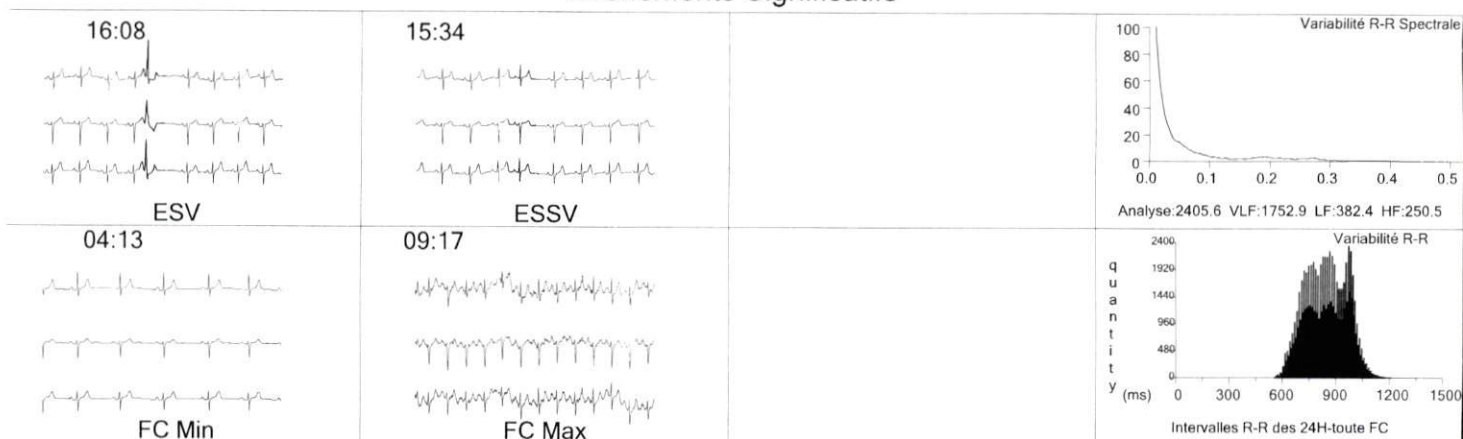 16:08
ESV
15:34
ESSV
Variabilité R-R Spectrale
100
80
60
40
20
0
0.0 0.1 0.2 0.3 0.4 0.5
Analyse:2405.6 VLF:1752.9 LF:382.4 HF:250.5
04:13
FC Min
09:17
FC Max
Variabilité R-R
quantity
2400
1920
1440
960
480
0
(ms) 0 300 600 900 1200 1500
Intervalles R-R des 24H-toute FC